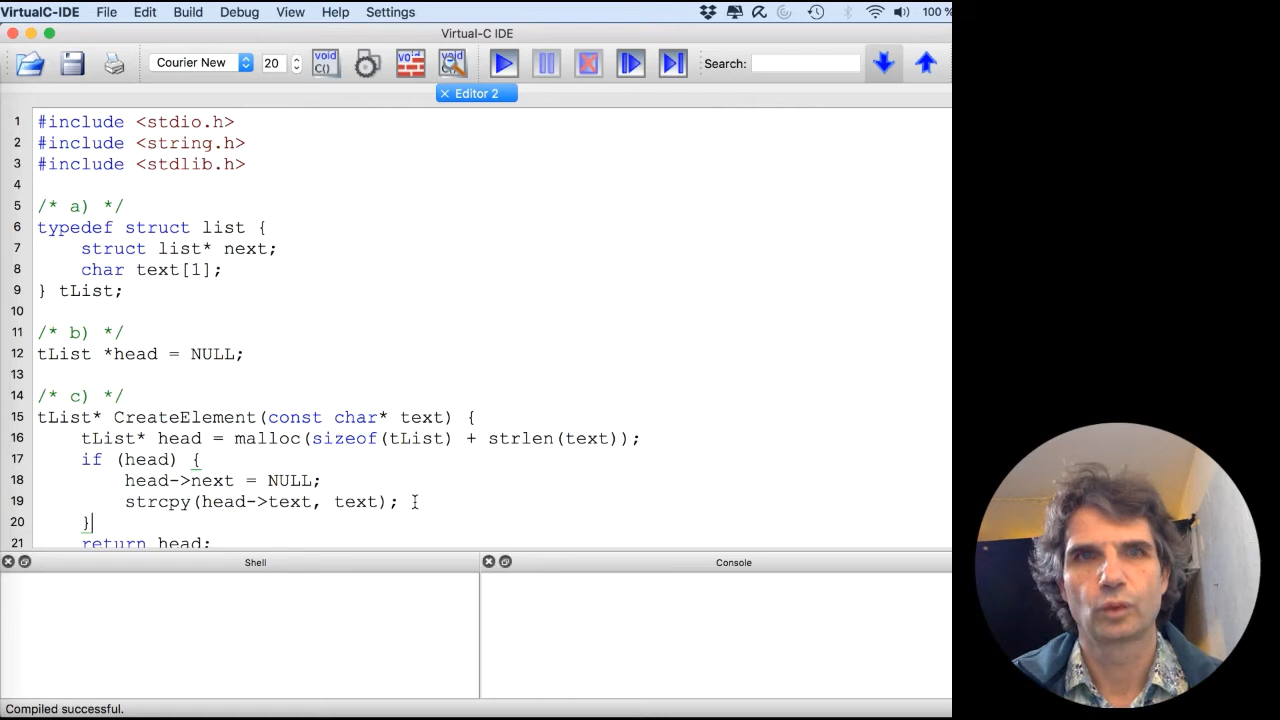 VirtualC-IDE File Edit Build Debug View Help Settings 100 %
Virtual-C IDE
Courier New 20 void C() void void Search:
Editor 2
1 #include <stdio.h>
2 #include <string.h>
3 #include <stdlib.h>
4
5 /* a) */
6 typedef struct list {
7 struct list* next;
8 char text[1];
9 } tList;
10
11 /* b) */
12 tList *head = NULL;
13
14 /* c) */
15 tList* CreateElement(const char* text) {
16 tList* head = malloc(sizeof(tList) + strlen(text));
17 if (head) {
18 head->next = NULL;
19 strcpy(head->text, text);
20 }
21 return head;
Shell Console
Compiled successful.